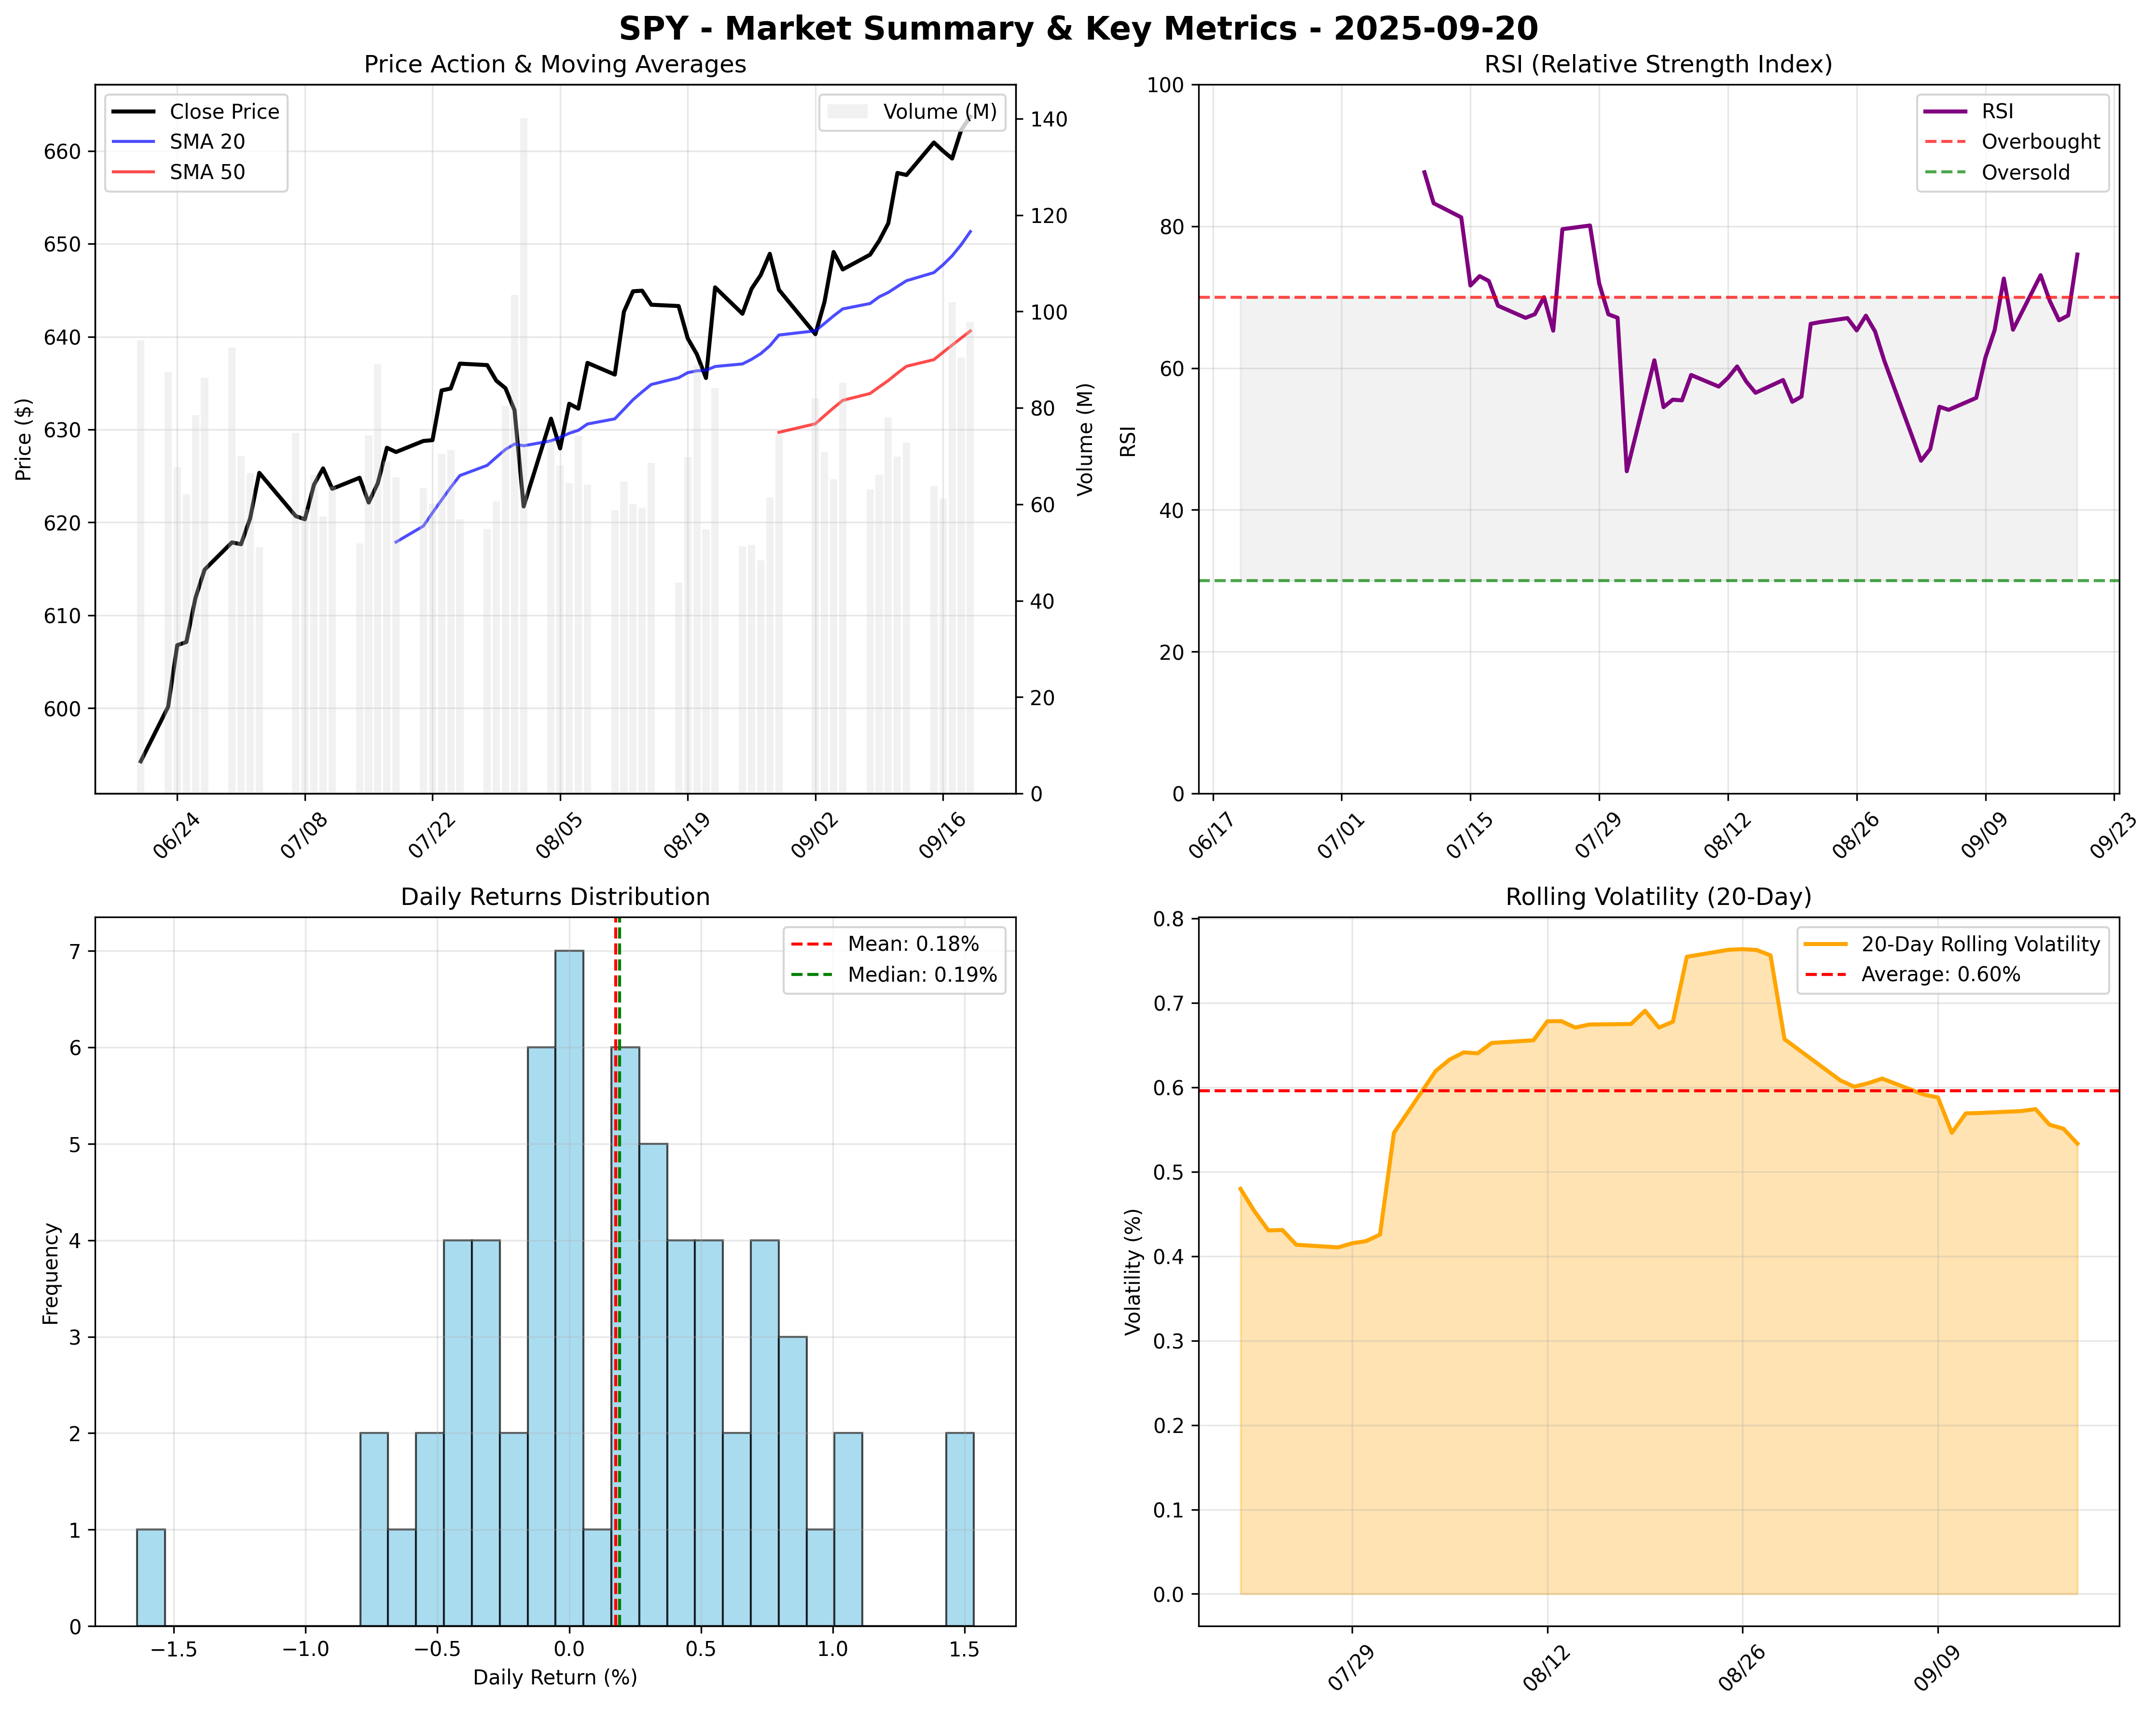 SPY - Market Summary & Key Metrics - 2025-09-20
Price Action & Moving Averages
Close Price
SMA 20
SMA 50
Volume (M)
Price ($)
660
650
640
630
620
610
600
140
120
100
80
60
40
20
0
Volume (M)
06/24
07/08
07/22
08/05
08/19
09/02
09/16
RSI (Relative Strength Index)
RSI
Overbought
Oversold
RSI
100
80
60
40
20
0
06/17
07/01
07/15
07/29
08/12
08/26
09/09
09/23
Daily Returns Distribution
Mean: 0.18%
Median: 0.19%
Frequency
7
6
5
4
3
2
1
0
−1.5
−1.0
−0.5
0.0
0.5
1.0
1.5
Daily Return (%)
Rolling Volatility (20-Day)
20-Day Rolling Volatility
Average: 0.60%
Volatility (%)
0.8
0.7
0.6
0.5
0.4
0.3
0.2
0.1
0.0
07/29
08/12
08/26
09/09